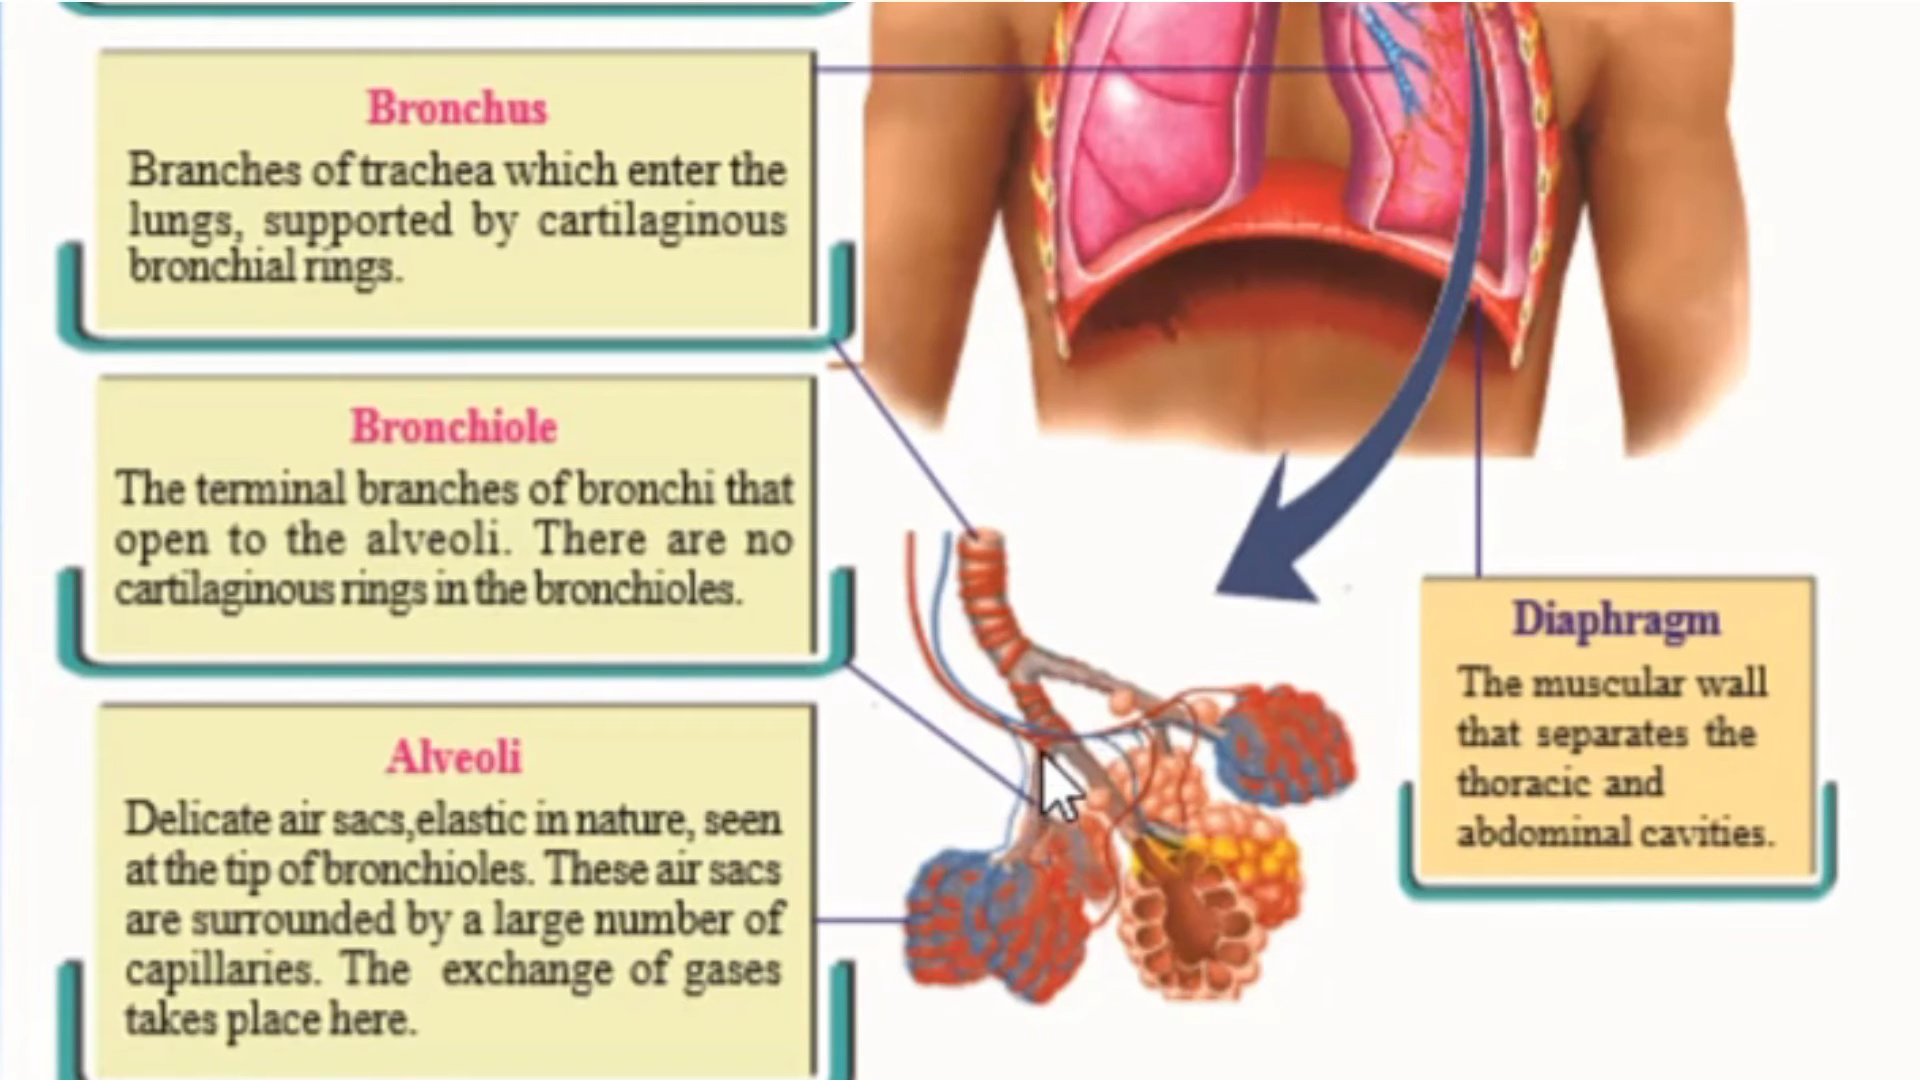 Bronchus
Branches of trachea which enter the
lungs, supported by cartilaginous
bronchial rings.
Bronchiole
The terminal branches of bronchi that
open to the alveoli. There are no
cartilaginous rings in the bronchioles.
Alveoli
Delicate air sacs,elastic in nature, seen
at the tip of bronchioles. These air sacs
are surrounded by a large number of
capillaries. The exchange of gases
takes place here.
Diaphragm
The muscular wall
that separates the
thoracic and
abdominal cavities.